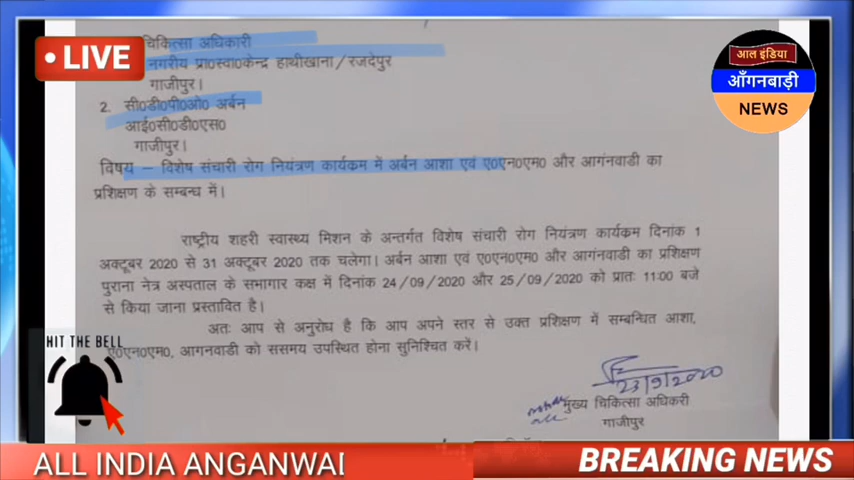 LIVE
चिकित्सा अधिकारी
नगरीय प्रा0स्वा0केन्द्र हाथीखाना/रजदेपुर
गाजीपुर।
2. सी0डी0पी0ओ0 अर्बन
आई0सी0डी0एस0
गाजीपुर।
विषय – विशेष संचारी रोग नियंत्रण कार्यक्रम में अर्बन आशा एवं ए0एन0एम0 और आगंनवाडी का
प्रशिक्षण के सम्बन्ध में।
राष्ट्रीय शहरी स्वास्थ्य मिशन के अन्तर्गत विशेष संचारी रोग नियंत्रण कार्यक्रम दिनांक 1
अक्टूबर 2020 से 31 अक्टूबर 2020 तक चलेगा। अर्बन आशा एवं ए0एन0एम0 और आगनवाडी का प्रशिक्षण
पुराना नेत्र अस्पताल के सभागार कक्ष में दिनांक 24/09/2020 और 25/09/2020 को प्रातः 11:00 बजे
से किया जाना प्रस्तावित है।
अतः आप से अनुरोध है कि आप अपने स्तर से उक्त प्रशिक्षण में सम्बन्धित आशा,
ए0एन0एम0, आगनवाडी को ससमय उपस्थित होना सुनिश्चित करें।
23/9/2020
मुख्य चिकित्सा अधिकरी
गाजीपुर
आल इंडिया
आँगनबाड़ी
NEWS
HIT THE BELL
ALL INDIA ANGANWADI
BREAKING NEWS